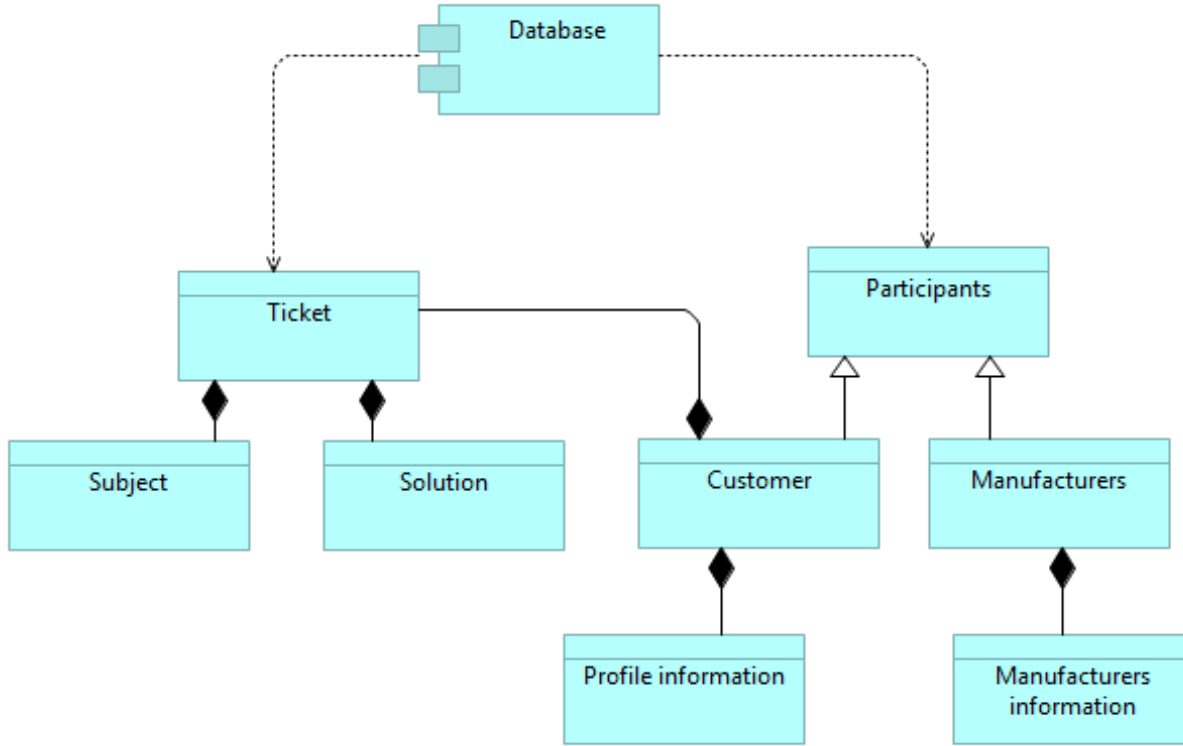 Database
Participants
Ticket
Subject
Solution
Customer
Manufacturers
Profile information
Manufacturers
information